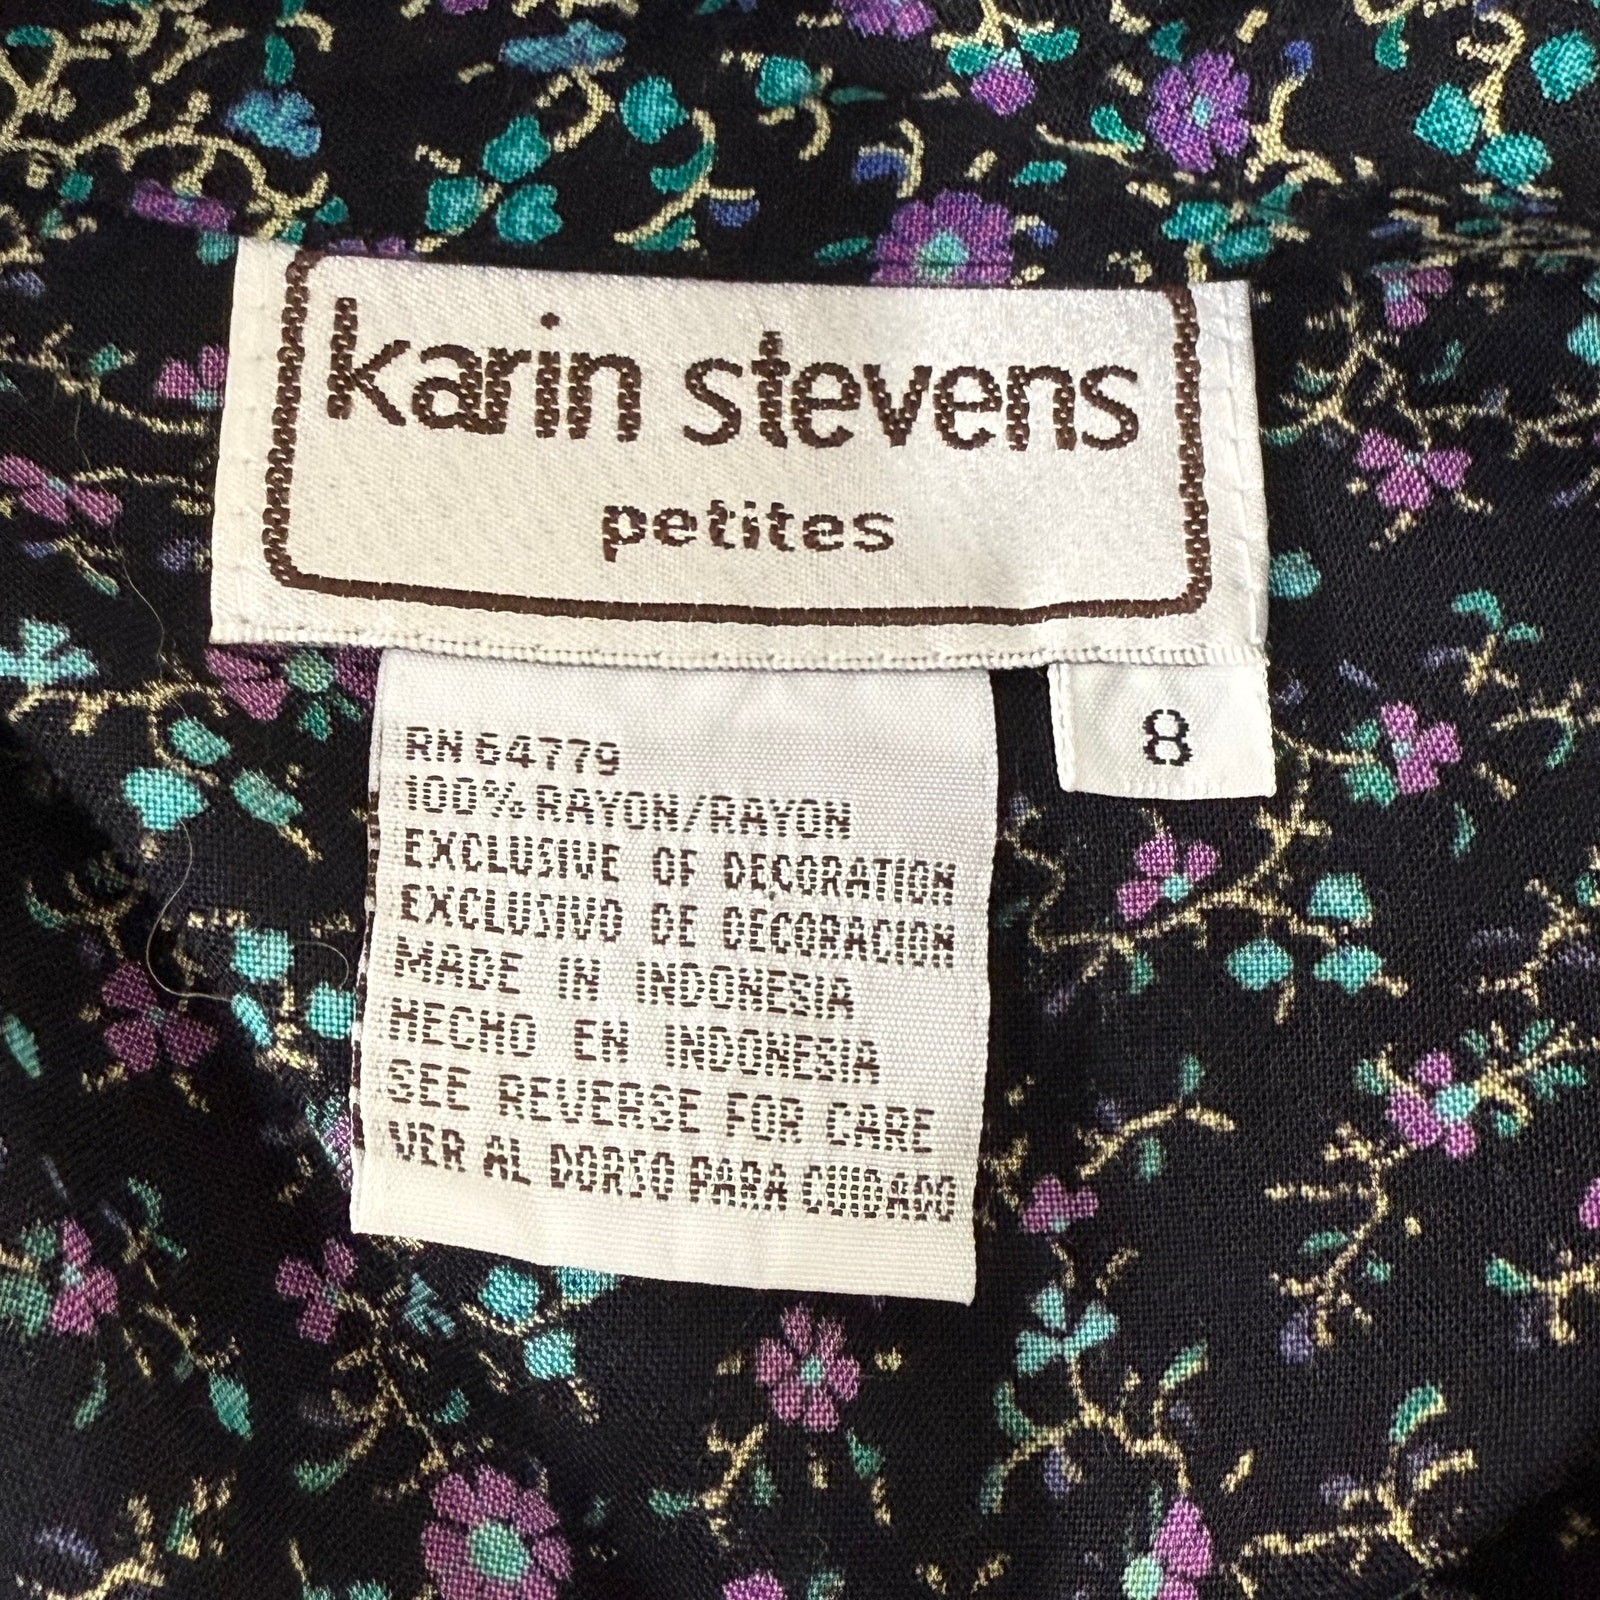 karin stevens
petites
8
RN 64779
100% RAYON/RAYON
EXCLUSIVE OF DECORATION
EXCLUSIVO DE DECORACION
MADE IN INDONESIA
HECHO EN INDONESIA
SEE REVERSE FOR CARE
VER AL DORSO PARA CUIDADO